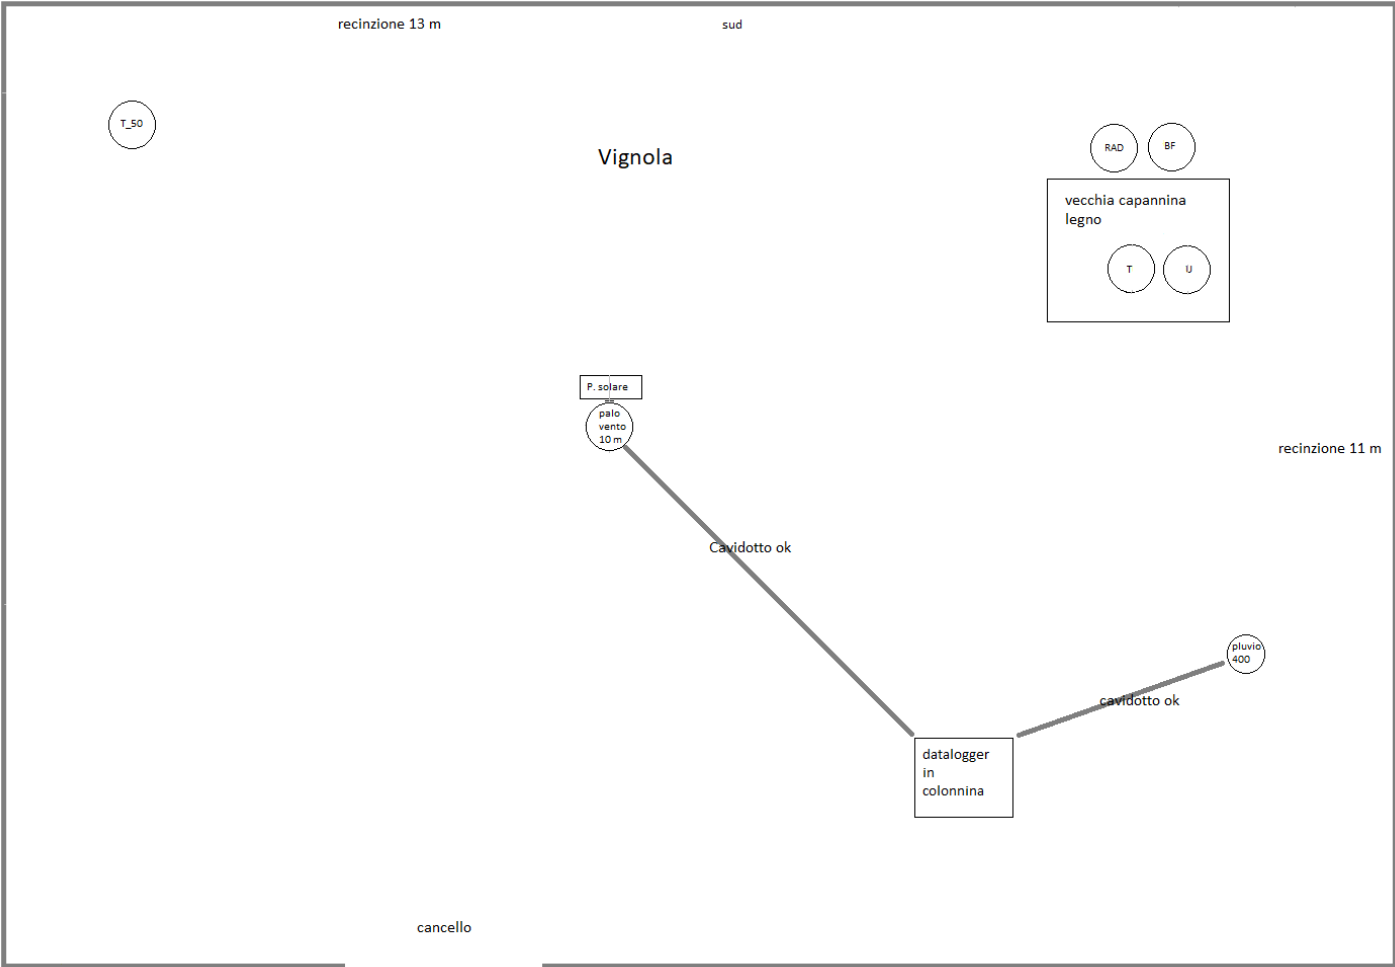 recinzione 13 m
sud
T_50
Vignola
RAD
BF
vecchia capannina
legno
T
U
P. solare
palo
vento
10 m
recinzione 11 m
Cavidotto ok
pluvio
400
cavidotto ok
datalogger
in
colonnina
cancello